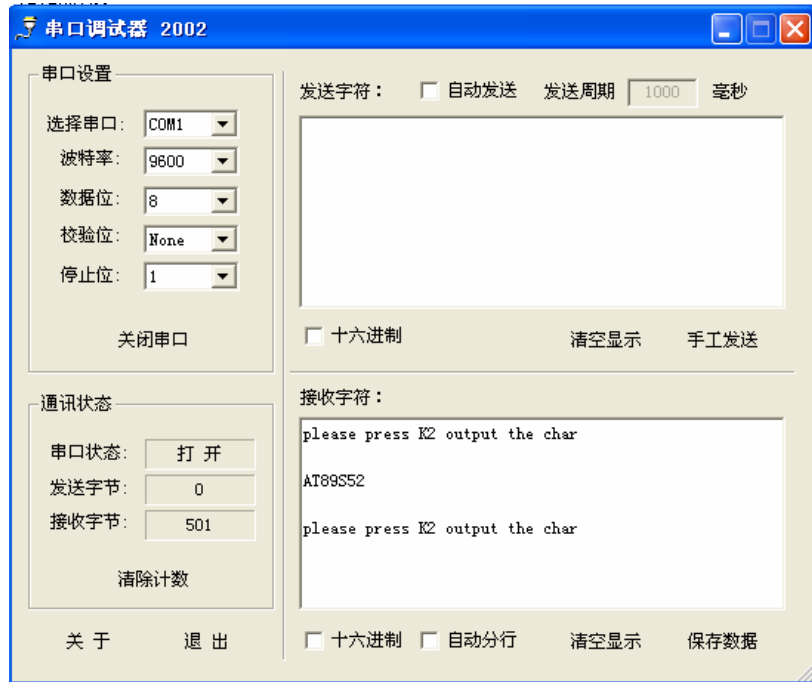 串口调试器 2002
串口设置
选择串口: COM1
波特率: 9600
数据位: 8
校验位: None
停止位: 1
关闭串口
通讯状态
串口状态: 打 开
发送字节: 0
接收字节: 501
清除计数
关 于 退 出
发送字符: 自动发送 发送周期 1000 毫秒
十六进制 清空显示 手工发送
接收字符:
please press K2 output the char
AT89S52
please press K2 output the char
十六进制 自动分行 清空显示 保存数据